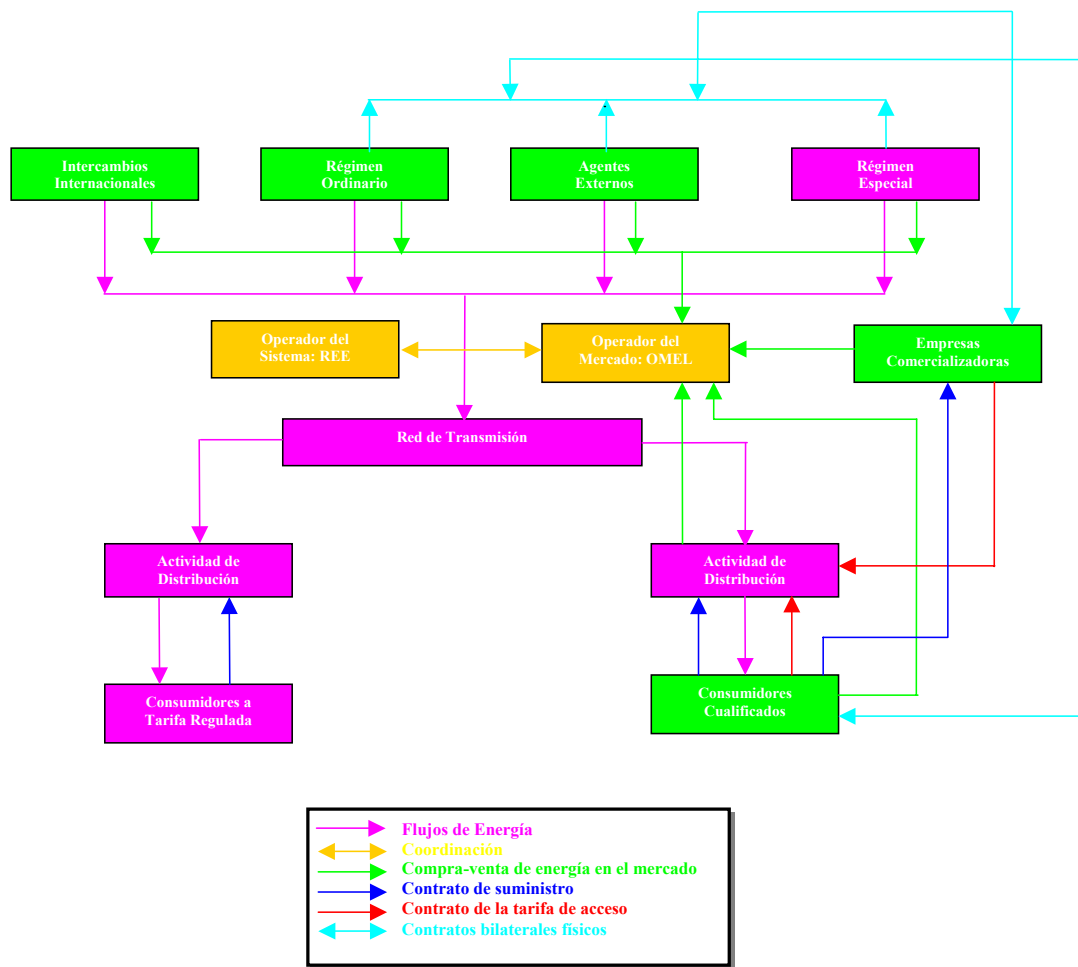 Intercambios
Internacionales
Régimen
Ordinario
Agentes
Externos
Régimen
Especial
Operador del
Sistema: REE
Operador del
Mercado: OMEL
Empresas
Comercializadoras
Red de Transmisión
Actividad de
Distribución
Actividad de
Distribución
Consumidores a
Tarifa Regulada
Consumidores
Cualificados
Flujos de Energía
Coordinación
Compra-venta de energía en el mercado
Contrato de suministro
Contrato de la tarifa de acceso
Contratos bilaterales físicos